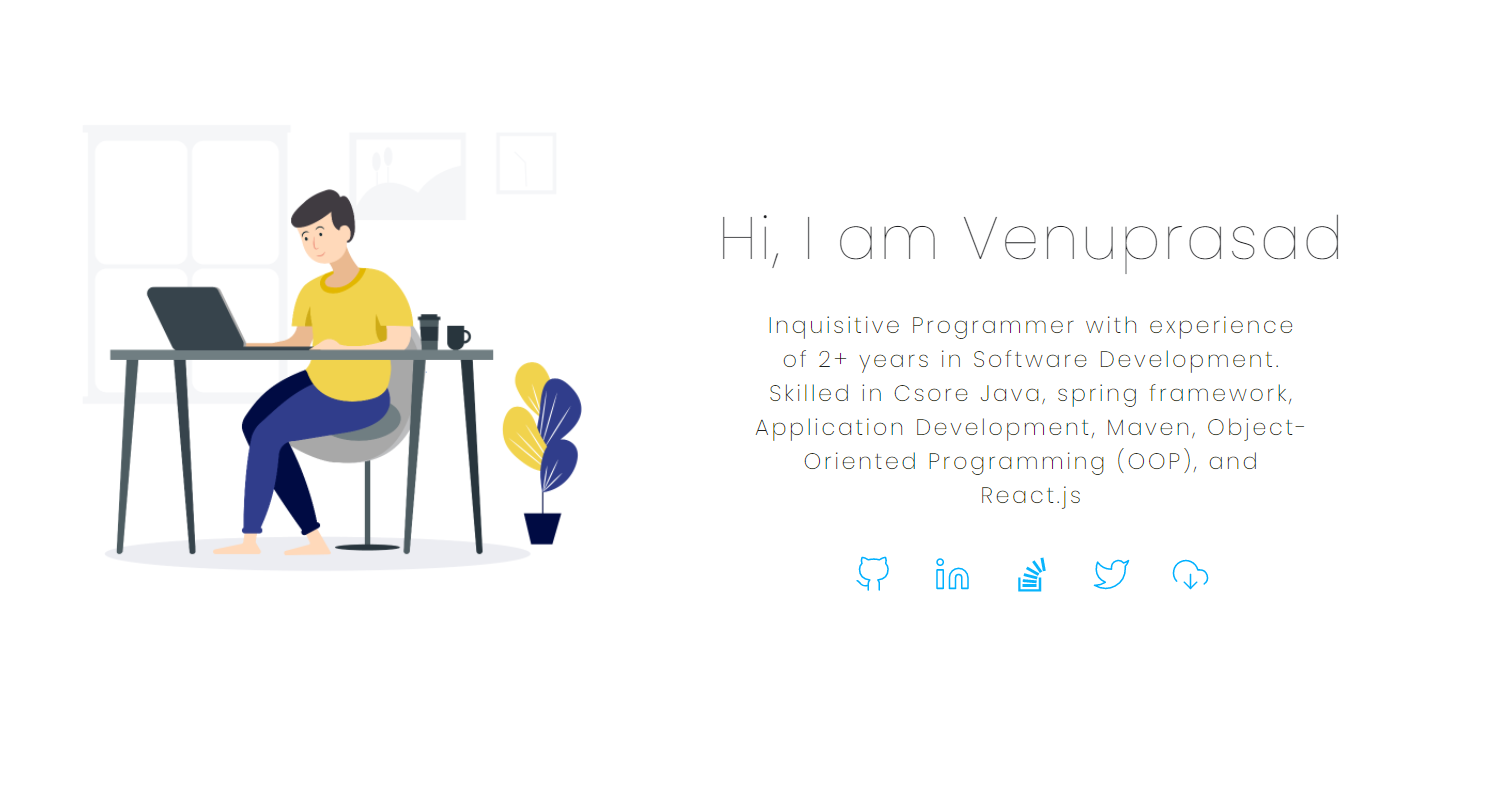 Hi, I am Venuprasad
Inquisitive Programmer with experience
of 2+ years in Software Development.
Skilled in Csore Java, spring framework,
Application Development, Maven, Object-
Oriented Programming (OOP), and
React.js